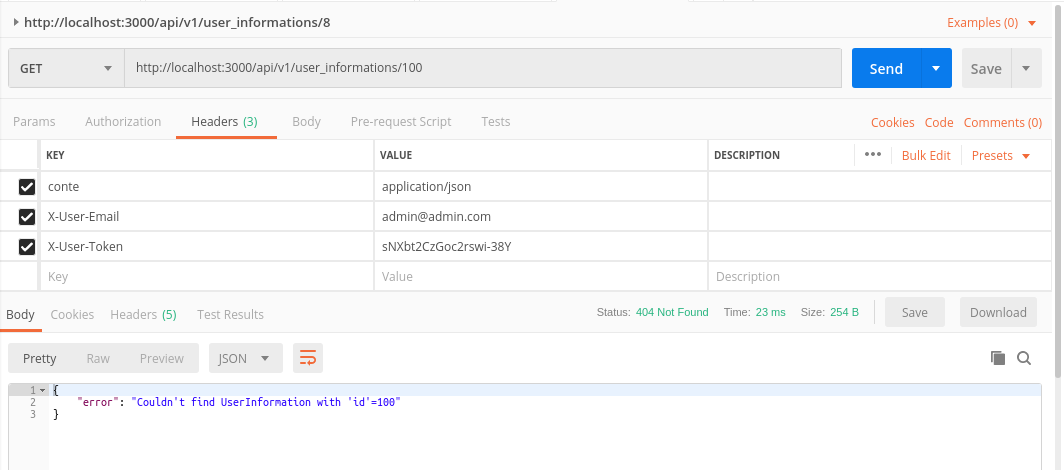 http://localhost:3000/api/v1/user_informations/8 Examples (0)
GET http://localhost:3000/api/v1/user_informations/100 Send Save
Params Authorization Headers (3) Body Pre-request Script Tests Cookies Code Comments (0)
KEY VALUE DESCRIPTION ••• Bulk Edit Presets
conte application/json
X-User-Email admin@admin.com
X-User-Token sNXbt2CzGoc2rswi-38Y
Key Value Description
Body Cookies Headers (5) Test Results Status: 404 Not Found Time: 23 ms Size: 254 B Save Download
Pretty Raw Preview JSON
1 {
2 "error": "Couldn't find UserInformation with 'id'=100"
3 }